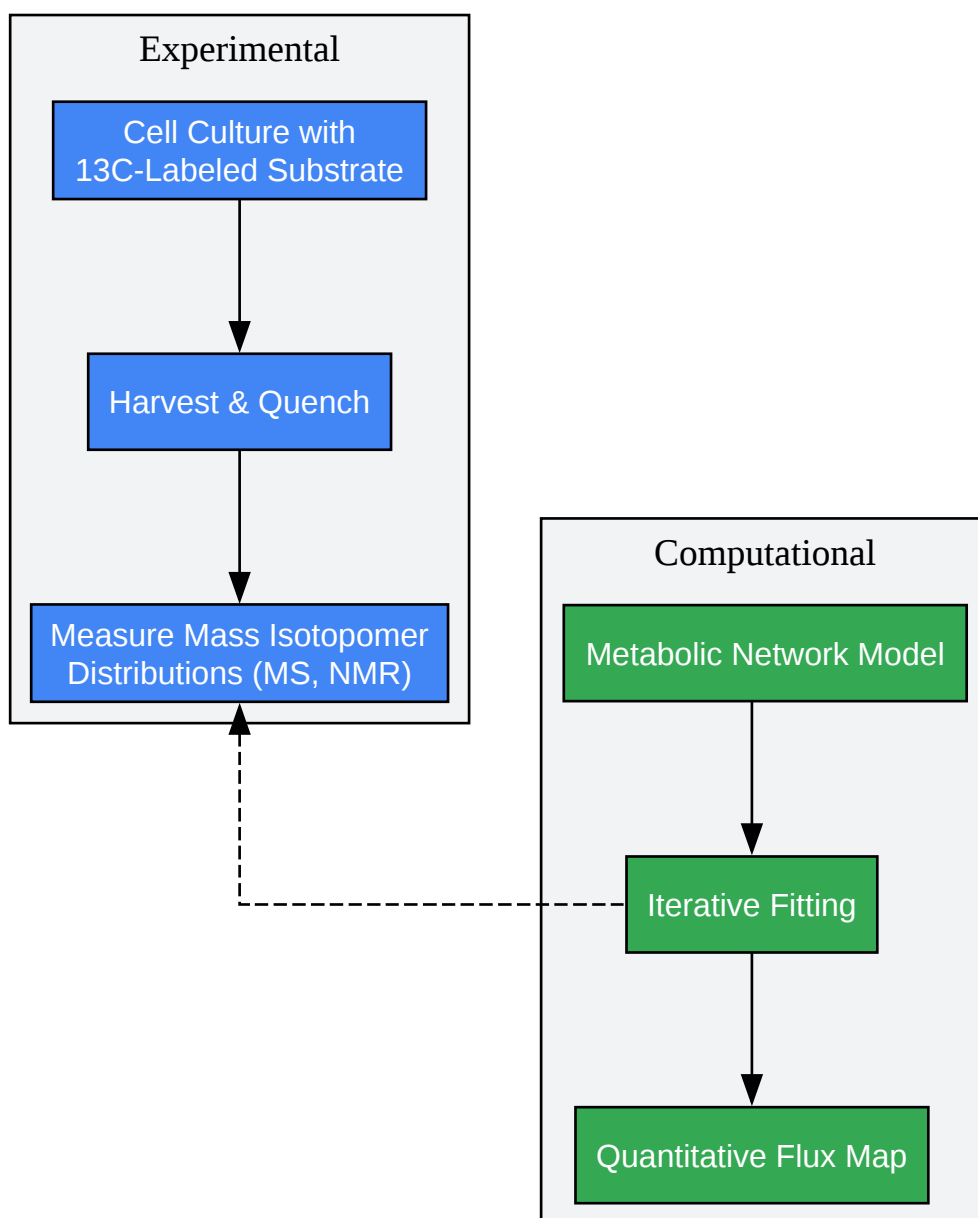 Experimental
Cell Culture with
13C-Labeled Substrate
Harvest & Quench
Measure Mass Isotopomer
Distributions (MS, NMR)
Computational
Metabolic Network Model
Iterative Fitting
Quantitative Flux Map